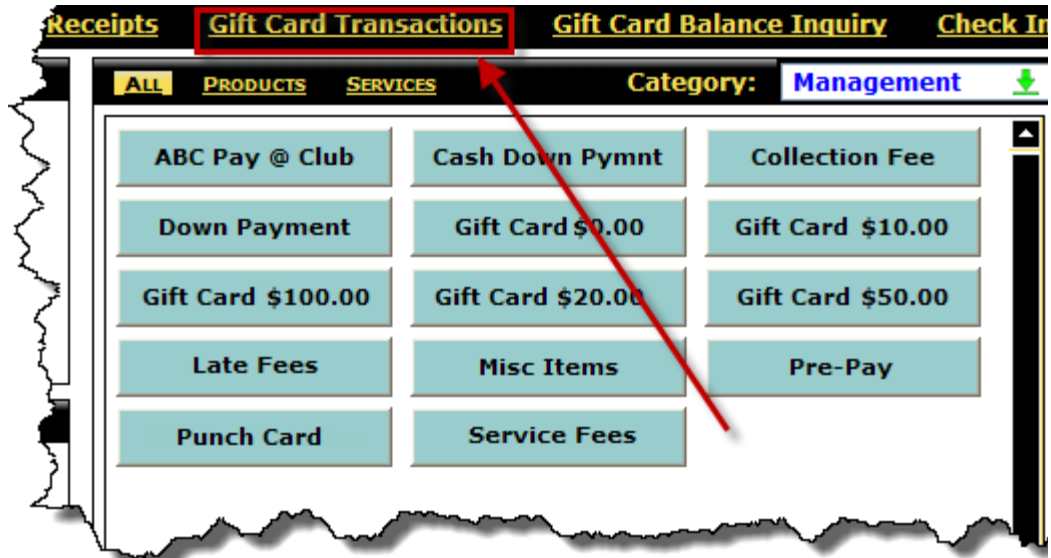 Receipts Gift Card Transactions Gift Card Balance Inquiry Check In
ALL PRODUCTS SERVICES Category: Management
ABC Pay @ Club Cash Down Pymnt Collection Fee
Down Payment Gift Card $0.00 Gift Card $10.00
Gift Card $100.00 Gift Card $20.00 Gift Card $50.00
Late Fees Misc Items Pre-Pay
Punch Card Service Fees